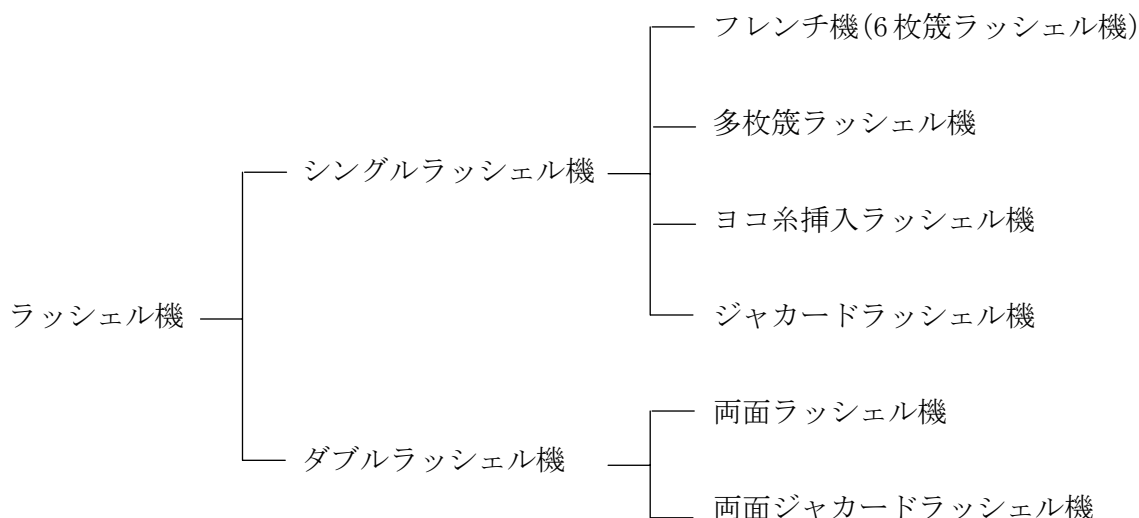 フレンチ機(6枚筬ラッシェル機)
多枚筬ラッシェル機
シングルラッシェル機
ヨコ糸挿入ラッシェル機
ラッシェル機
ジャカードラッシェル機
両面ラッシェル機
ダブルラッシェル機
両面ジャカードラッシェル機